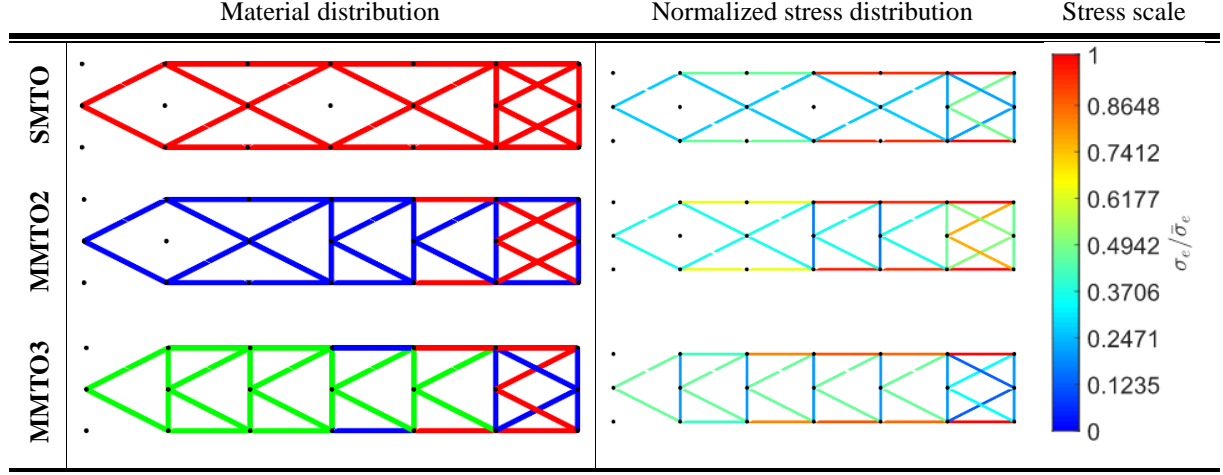 Material distribution Normalized stress distribution Stress scale
SMTO
MMTO2
MMTO3
1
0.8648
0.7412
0.6177
0.4942
0.3706
0.2471
0.1235
0
σₑ/σ̄ₑ